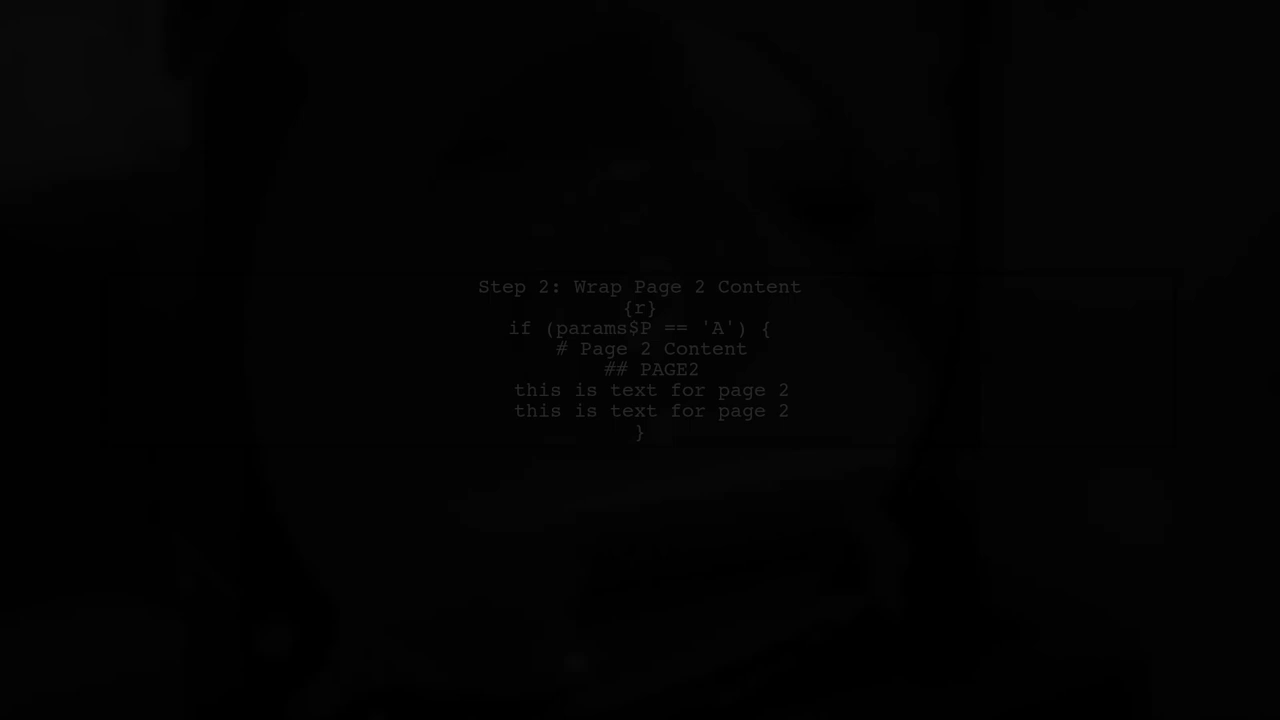 Step 2: Wrap Page 2 Content
{r}
if (params$P == 'A') {
# Page 2 Content
## PAGE2
this is text for page 2
this is text for page 2
}